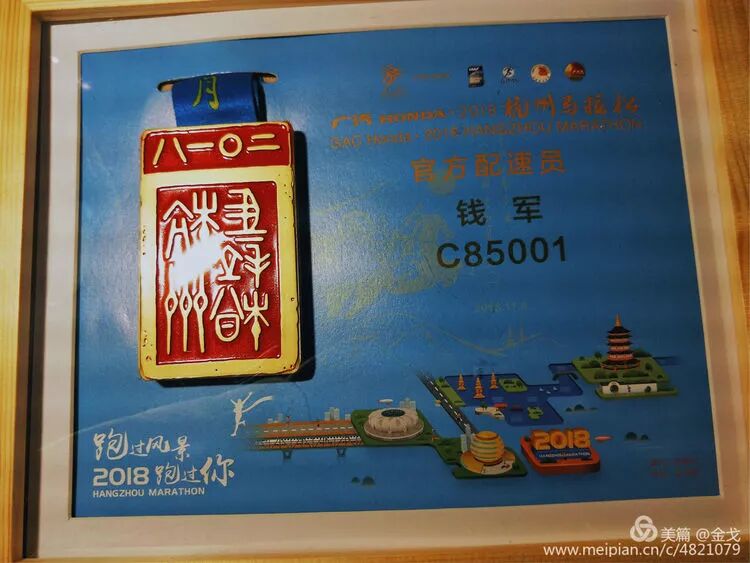 月
八一〇二
广汽 HONDA·2018 杭州马拉松
GAC Honda·2018 HANGZHOU MARATHON
官方配速员
钱 军
C85001
跑过风景
2018 跑过你
HANGZHOU MARATHON
2018
HANGZHOU MARATHON
美篇 @金戈
www.meipian.cn/c/4821079